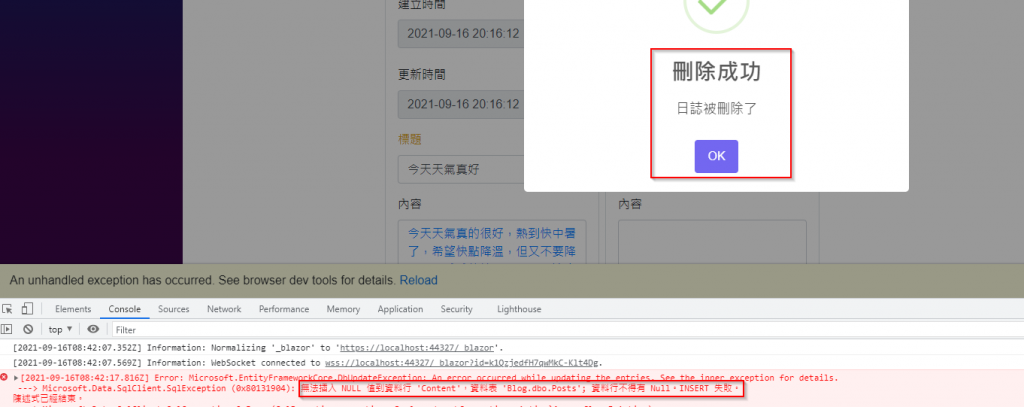 建立時間
2021-09-16 20:16:12
更新時間
2021-09-16 20:16:12
標題
今天天氣真好
內容
今天天氣真的很好，熱到快中暑
了，希望快點降溫，但又不要降
刪除成功
日誌被刪除了
OK
內容
An unhandled exception has occurred. See browser dev tools for details. Reload
Elements Console Sources Network Performance Memory Application Security Lighthouse
top ▼ Filter
[2021-09-16T08:42:07.352Z] Information: Normalizing '_blazor' to 'https://localhost:44327/_blazor'.
[2021-09-16T08:42:07.569Z] Information: WebSocket connected to wss://localhost:44327/_blazor?id=k1OzjedfH7qwMkC-Klt4Dg.
[2021-09-16T08:42:17.816Z] Error: Microsoft.EntityFrameworkCore.DbUpdateException: An error occurred while updating the entries. See the inner exception for details.
---> Microsoft.Data.SqlClient.SqlException (0x80131904): 無法插入 NULL 值到資料行 'Content'，資料表 'Blog.dbo.Posts'; 資料行不得有 Null。INSERT 失敗。
陳述式已經結束。